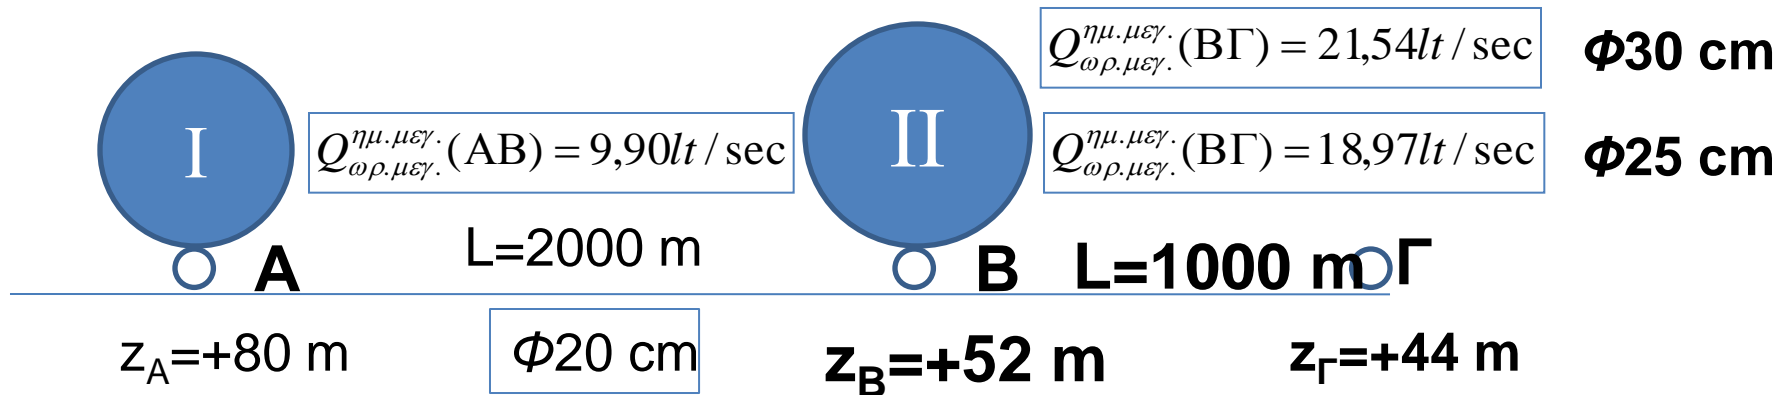 I
II
Q ημ.μεγ. ωρ.μεγ. (ΑΒ) = 9,90lt / sec
Q ημ.μεγ. ωρ.μεγ. (ΒΓ) = 21,54lt / sec
Φ30 cm
Q ημ.μεγ. ωρ.μεγ. (ΒΓ) = 18,97lt / sec
Φ25 cm
A
L=2000 m
B
L=1000 m
Γ
zA=+80 m
Φ20 cm
zB=+52 m
zΓ=+44 m